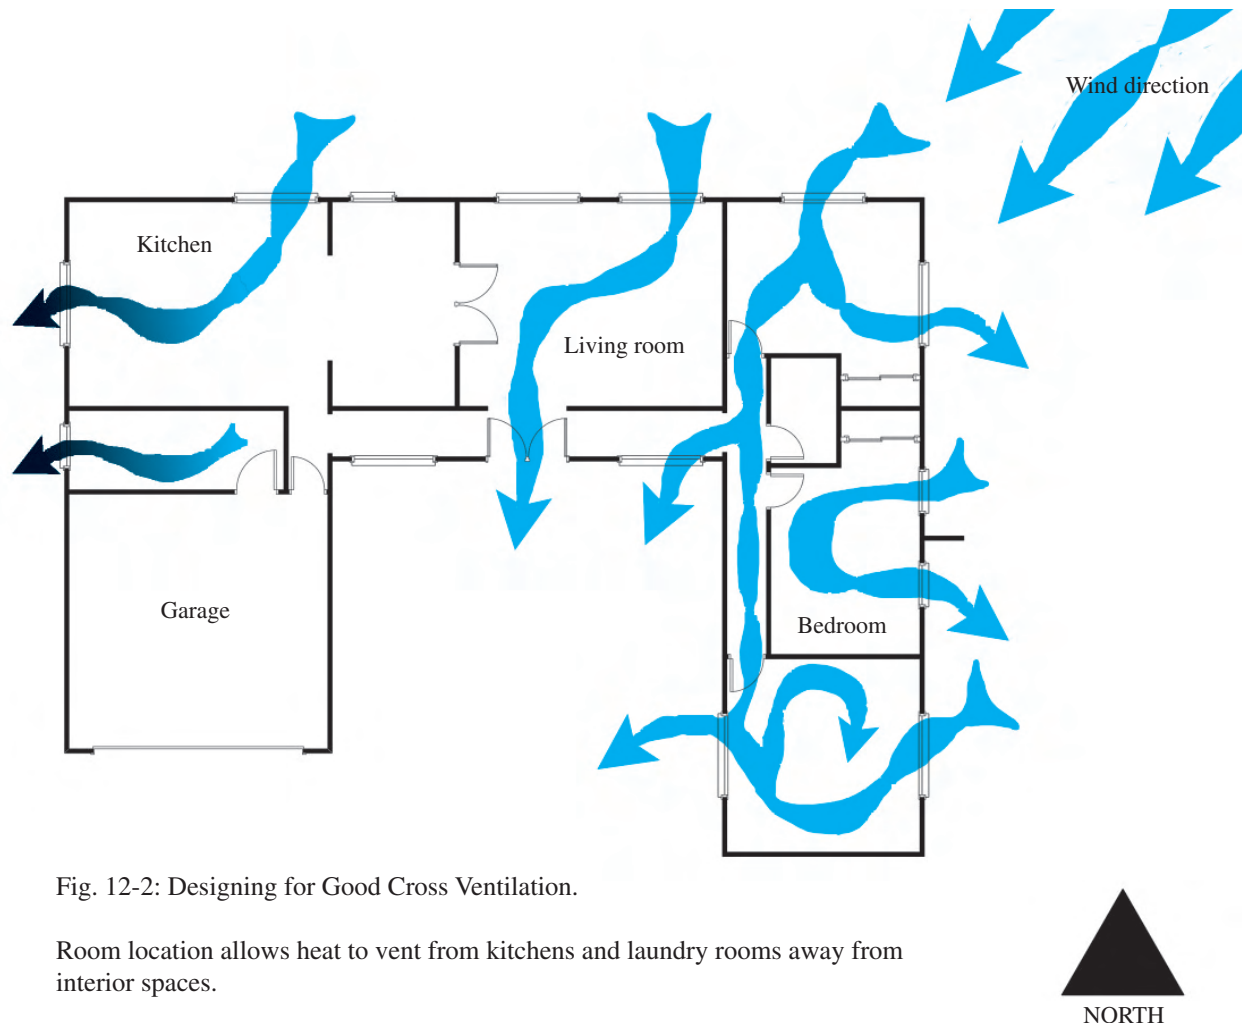 Wind direction
Kitchen
Living room
Garage
Bedroom
Fig. 12-2: Designing for Good Cross Ventilation.
Room location allows heat to vent from kitchens and laundry rooms away from
interior spaces.
NORTH